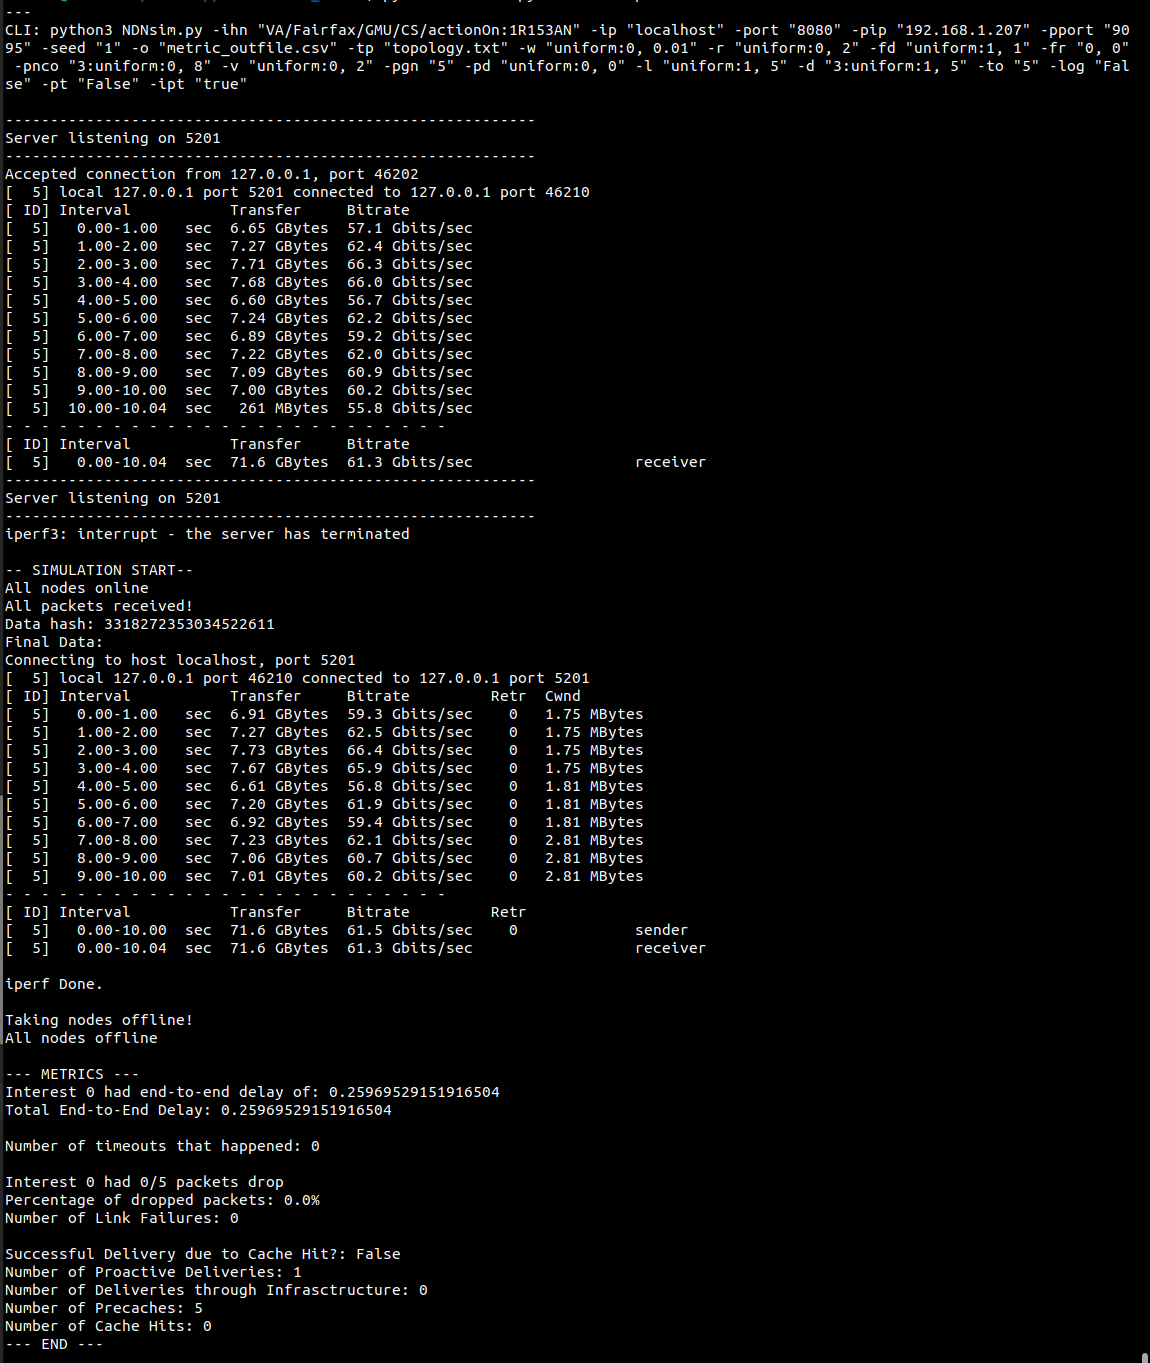 ---
CLI: python3 NDNsim.py -ihn "VA/Fairfax/GMU/CS/actionOn:1R153AN" -ip "localhost" -port "8080" -pip "192.168.1.207" -pport "90
95" -seed "1" -o "metric_outfile.csv" -tp "topology.txt" -w "uniform:0, 0.01" -r "uniform:0, 2" -fd "uniform:1, 1" -fr "0, 0"
 -pnco "3:uniform:0, 8" -v "uniform:0, 2" -pgn "5" -pd "uniform:0, 0" -l "uniform:1, 5" -d "3:uniform:1, 5" -to "5" -log "Fal
se" -pt "False" -ipt "true"
-----------------------------------------------------------
Server listening on 5201
-----------------------------------------------------------
Accepted connection from 127.0.0.1, port 46202
[  5] local 127.0.0.1 port 5201 connected to 127.0.0.1 port 46210
[ ID] Interval           Transfer     Bitrate
[  5]   0.00-1.00   sec  6.65 GBytes  57.1 Gbits/sec
[  5]   1.00-2.00   sec  7.27 GBytes  62.4 Gbits/sec
[  5]   2.00-3.00   sec  7.71 GBytes  66.3 Gbits/sec
[  5]   3.00-4.00   sec  7.68 GBytes  66.0 Gbits/sec
[  5]   4.00-5.00   sec  6.60 GBytes  56.7 Gbits/sec
[  5]   5.00-6.00   sec  7.24 GBytes  62.2 Gbits/sec
[  5]   6.00-7.00   sec  6.89 GBytes  59.2 Gbits/sec
[  5]   7.00-8.00   sec  7.22 GBytes  62.0 Gbits/sec
[  5]   8.00-9.00   sec  7.09 GBytes  60.9 Gbits/sec
[  5]   9.00-10.00  sec  7.00 GBytes  60.2 Gbits/sec
[  5]  10.00-10.04  sec   261 MBytes  55.8 Gbits/sec
- - - - - - - - - - - - - - - - - - - - - - - - -
[ ID] Interval           Transfer     Bitrate
[  5]   0.00-10.04  sec  71.6 GBytes  61.3 Gbits/sec                  receiver
-----------------------------------------------------------
Server listening on 5201
-----------------------------------------------------------
iperf3: interrupt - the server has terminated
-- SIMULATION START--
All nodes online
All packets received!
Data hash: 3318272353034522611
Final Data:
Connecting to host localhost, port 5201
[  5] local 127.0.0.1 port 46210 connected to 127.0.0.1 port 5201
[ ID] Interval           Transfer     Bitrate         Retr  Cwnd
[  5]   0.00-1.00   sec  6.91 GBytes  59.3 Gbits/sec    0   1.75 MBytes
[  5]   1.00-2.00   sec  7.27 GBytes  62.5 Gbits/sec    0   1.75 MBytes
[  5]   2.00-3.00   sec  7.73 GBytes  66.4 Gbits/sec    0   1.75 MBytes
[  5]   3.00-4.00   sec  7.67 GBytes  65.9 Gbits/sec    0   1.75 MBytes
[  5]   4.00-5.00   sec  6.61 GBytes  56.8 Gbits/sec    0   1.81 MBytes
[  5]   5.00-6.00   sec  7.20 GBytes  61.9 Gbits/sec    0   1.81 MBytes
[  5]   6.00-7.00   sec  6.92 GBytes  59.4 Gbits/sec    0   1.81 MBytes
[  5]   7.00-8.00   sec  7.23 GBytes  62.1 Gbits/sec    0   2.81 MBytes
[  5]   8.00-9.00   sec  7.06 GBytes  60.7 Gbits/sec    0   2.81 MBytes
[  5]   9.00-10.00  sec  7.01 GBytes  60.2 Gbits/sec    0   2.81 MBytes
- - - - - - - - - - - - - - - - - - - - - - - - -
[ ID] Interval           Transfer     Bitrate         Retr
[  5]   0.00-10.00  sec  71.6 GBytes  61.5 Gbits/sec    0             sender
[  5]   0.00-10.04  sec  71.6 GBytes  61.3 Gbits/sec                  receiver
iperf Done.
Taking nodes offline!
All nodes offline
--- METRICS ---
Interest 0 had end-to-end delay of: 0.25969529151916504
Total End-to-End Delay: 0.25969529151916504
Number of timeouts that happened: 0
Interest 0 had 0/5 packets drop
Percentage of dropped packets: 0.0%
Number of Link Failures: 0
Successful Delivery due to Cache Hit?: False
Number of Proactive Deliveries: 1
Number of Deliveries through Infrasctructure: 0
Number of Precaches: 5
Number of Cache Hits: 0
--- END ---